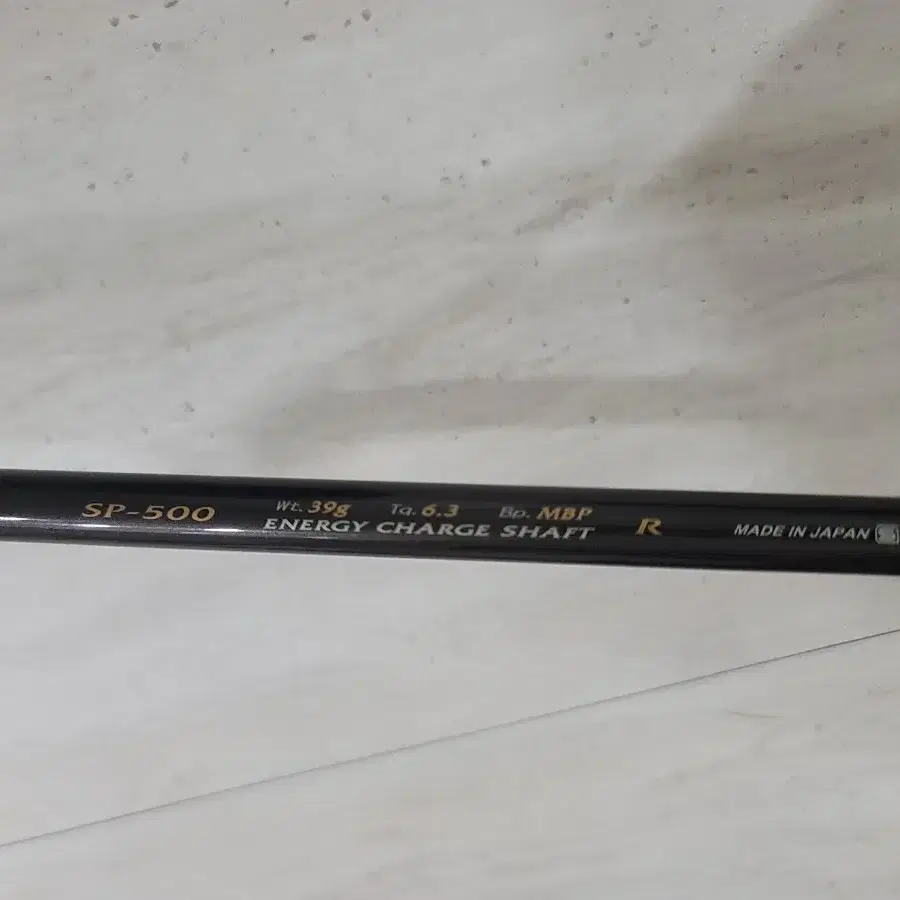 SP-500 Wt. 39g Tq. 6.3 Bp. MBP
ENERGY CHARGE SHAFT R MADE IN JAPAN